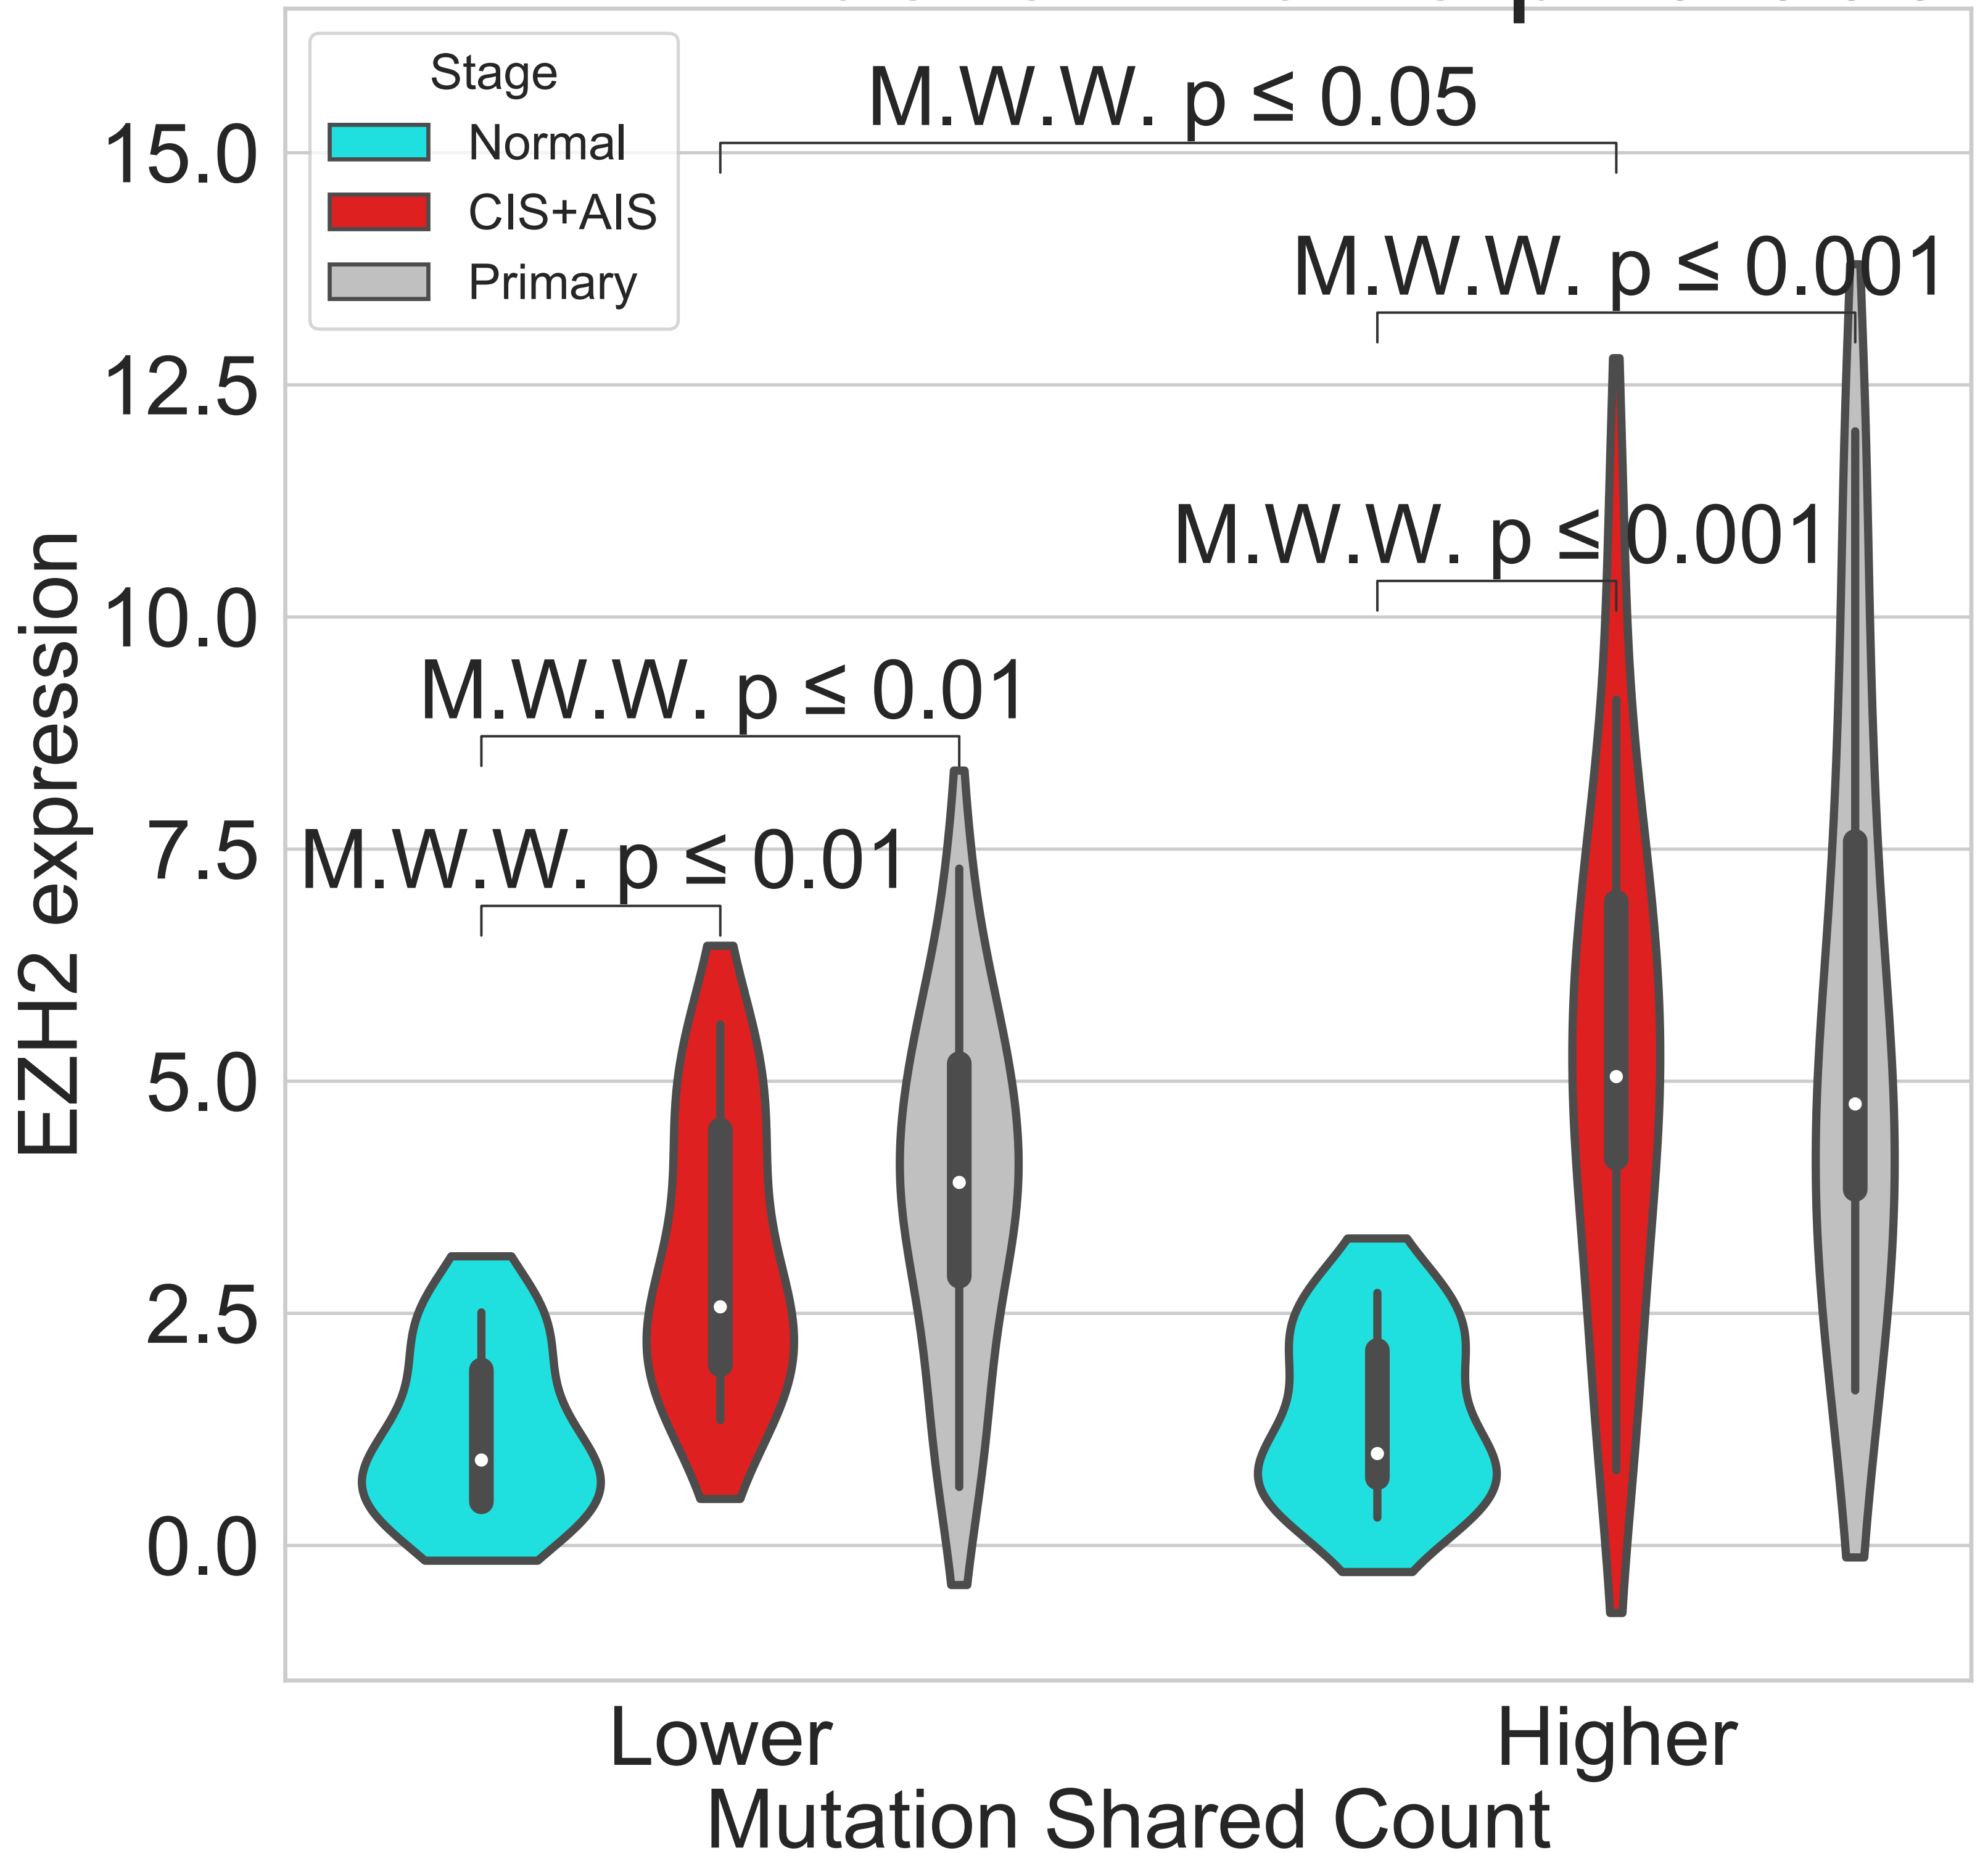 Stage
Normal
CIS+AIS
Primary
M.W.W. p ≤ 0.05
M.W.W. p ≤ 0.001
M.W.W. p ≤ 0.001
M.W.W. p ≤ 0.01
M.W.W. p ≤ 0.01
15.0
12.5
10.0
7.5
5.0
2.5
0.0
EZH2 expression
Lower
Higher
Mutation Shared Count